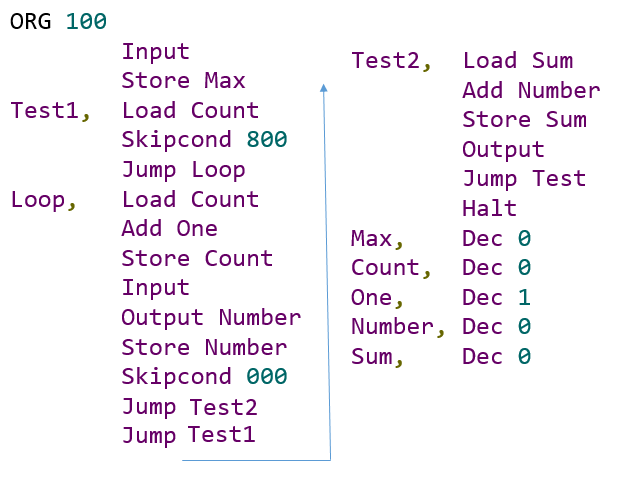 ORG 100
Input
Store Max
Test1, Load Count
Skipcond 800
Jump Loop
Loop, Load Count
Add One
Store Count
Input
Output Number
Store Number
Skipcond 000
Jump Test2
Jump Test1
Test2, Load Sum
Add Number
Store Sum
Output
Jump Test
Halt
Max, Dec 0
Count, Dec 0
One, Dec 1
Number, Dec 0
Sum, Dec 0